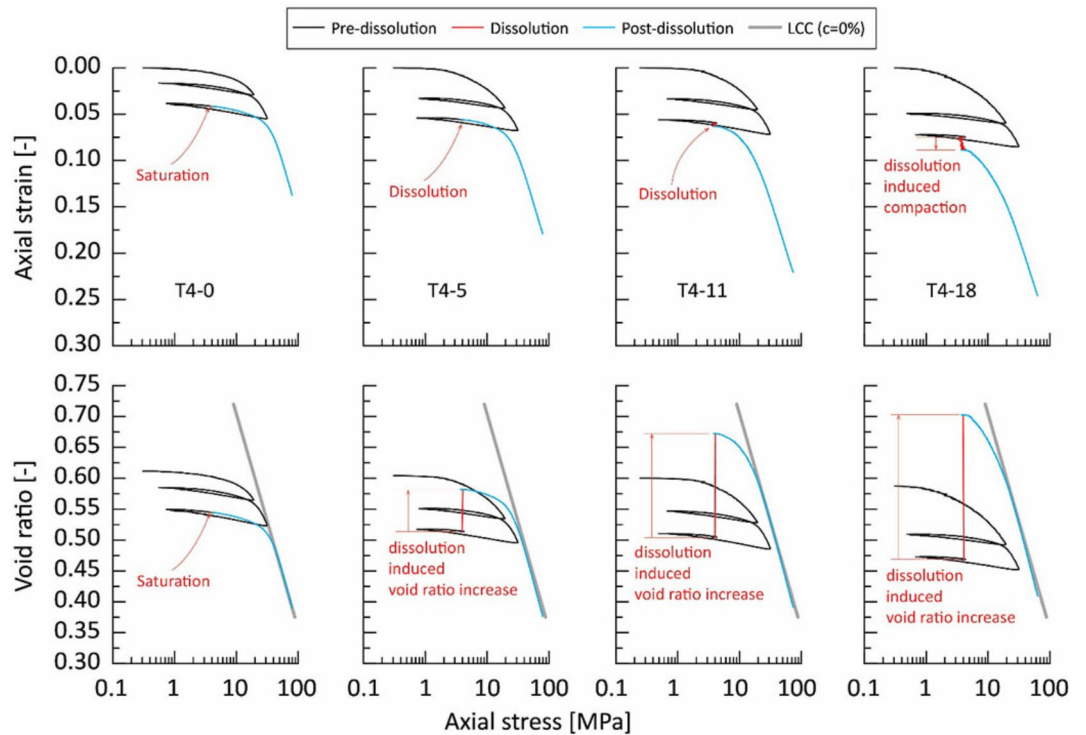 Pre-dissolution Dissolution Post-dissolution LCC (c=0%)
Axial strain [-]
0.00
0.05
0.10
0.15
0.20
0.25
0.30
Saturation
T4-0
Dissolution
T4-5
Dissolution
T4-11
dissolution
induced
compaction
T4-18
Void ratio [-]
0.75
0.70
0.65
0.60
0.55
0.50
0.45
0.40
0.35
0.30
Saturation
dissolution
induced
void ratio increase
dissolution
induced
void ratio increase
dissolution
induced
void ratio increase
0.1 1 10 100 0.1 1 10 100 0.1 1 10 100 0.1 1 10 100
Axial stress [MPa]